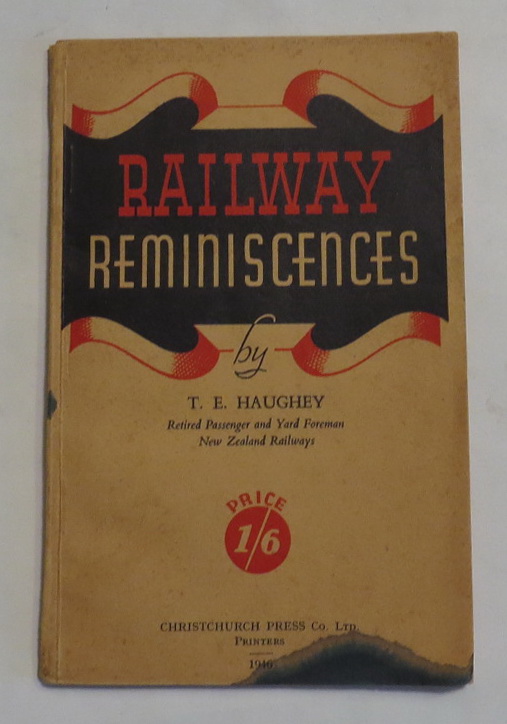 RAILWAY
REMINISCENCES
by
T. E. HAUGHEY
Retired Passenger and Yard Foreman
New Zealand Railways
PRICE
1/6
CHRISTCHURCH PRESS Co. Ltd.
Printers